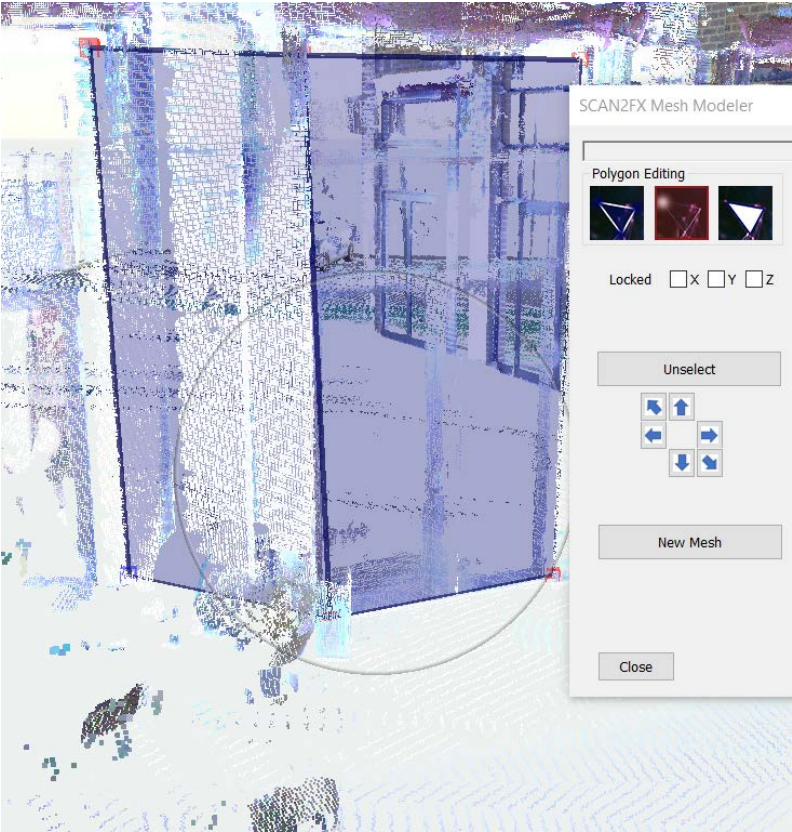 SCAN2FX Mesh Modeler
Polygon Editing
Locked X Y Z
Unselect
New Mesh
Close